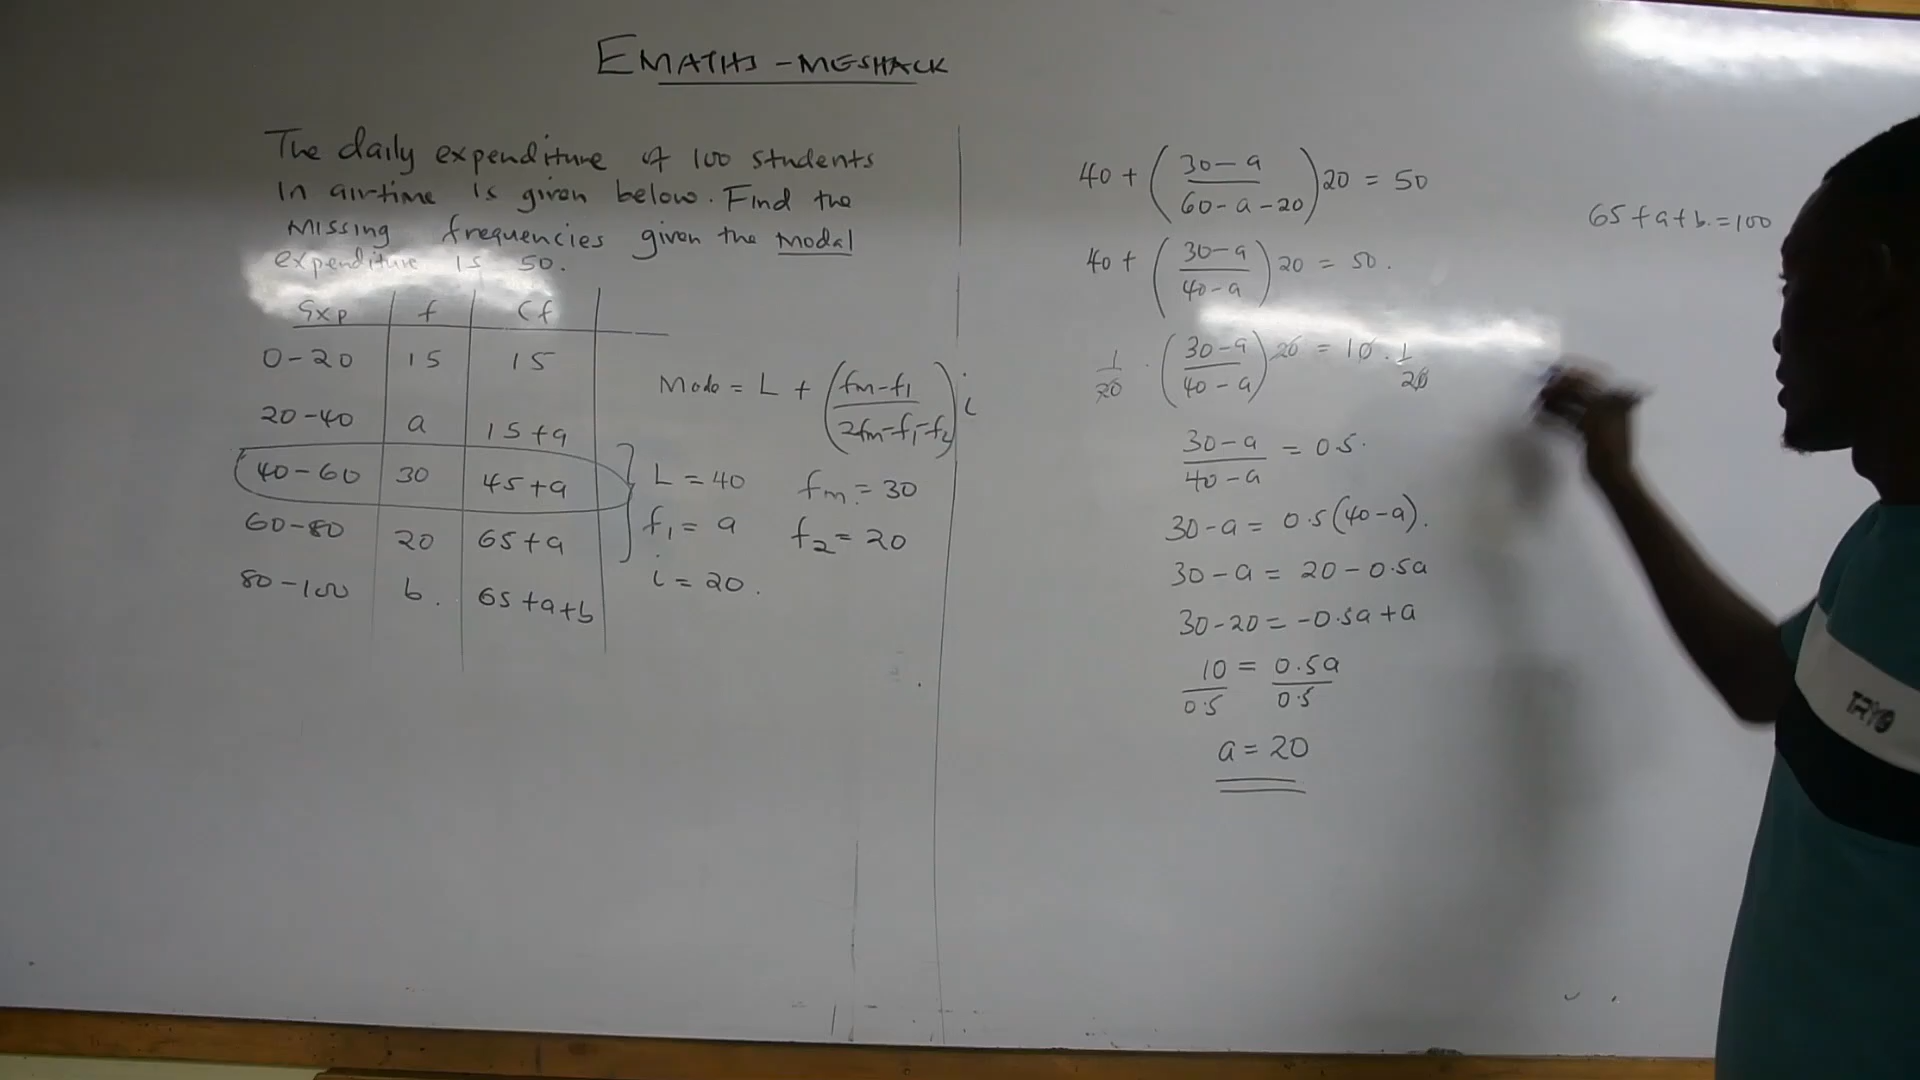 EMATHS - MESHACK
The daily expenditure of 100 students
in airtime is given below. Find the
missing frequencies given the modal
expenditure is 50.
Exp f Cf
0-20 15 15
20-40 a 15+a
40-60 30 45+a
60-80 20 65+a
80-100 b. 65+a+b
Mode = L + (fm-f1 / 2fm-f1-f2) i
L = 40 fm = 30
f1 = a f2 = 20
i = 20.
40 + (30-a / 60-a-20) 20 = 50
40 + (30-a / 40-a) 20 = 50.
1/20 · (30-a / 40-a) 20 = 10 · 1/20
30-a / 40-a = 0.5.
30-a = 0.5(40-a).
30-a = 20-0.5a
30-20 = -0.5a+a
10/0.5 = 0.5a/0.5
a = 20
65+a+b.=100
TRYB